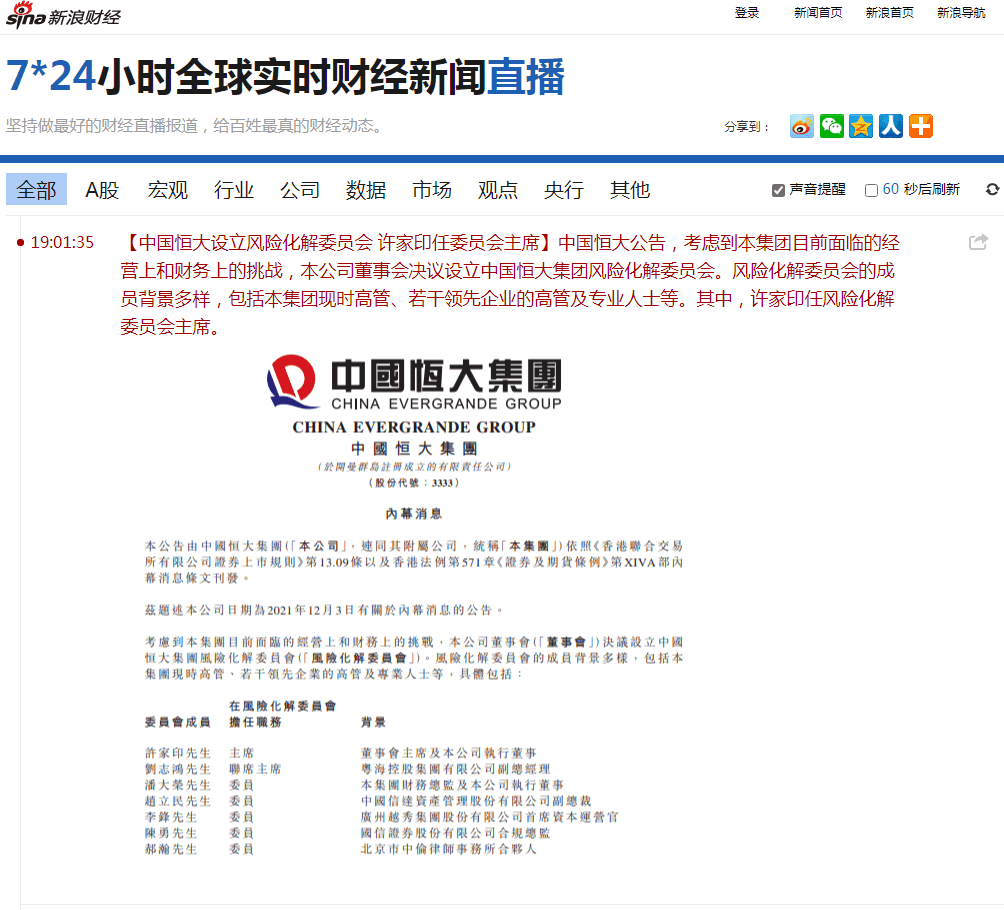 sina 新浪财经
登录 新闻首页 新浪首页 新浪导航
7*24小时全球实时财经新闻直播
坚持做最好的财经直播报道，给百姓最真的财经动态。
分享到：
全部 A股 宏观 行业 公司 数据 市场 观点 央行 其他 声音提醒 60 秒后刷新
19:01:35
【中国恒大设立风险化解委员会 许家印任委员会主席】中国恒大公告，考虑到本集团目前面临的经
营上和财务上的挑战，本公司董事会决议设立中国恒大集团风险化解委员会。风险化解委员会的成
员背景多样，包括本集团现时高管、若干领先企业的高管及专业人士等。其中，许家印任风险化解
委员会主席。
中國恆大集團
CHINA EVERGRANDE GROUP
CHINA EVERGRANDE GROUP
中國恒大集團
（於開曼群島註冊成立的有限責任公司）
（股份代號：3333）
內幕消息
本公告由中國恒大集團（「本公司」，連同其附屬公司，統稱「本集團」）依照《香港聯合交易
所有限公司證券上市規則》第13.09條以及香港法例第571章《證券及期貨條例》第XIVA部內
幕消息條文刊發。
茲題述本公司日期為2021年12月3日有關於內幕消息的公告。
考慮到本集團目前面臨的經營上和財務上的挑戰，本公司董事會（「董事會」）決議設立中國
恒大集團風險化解委員會（「風險化解委員會」）。風險化解委員會的成員背景多樣，包括本
集團現時高管、若干領先企業的高管及專業人士等，具體包括：
在風險化解委員會
委員會成員 擔任職務 背景
許家印先生 主席 董事會主席及本公司執行董事
劉志鴻先生 聯席主席 粵海控股集團有限公司副總經理
潘大榮先生 委員 本集團財務總監及本公司執行董事
趙立民先生 委員 中國信達資產管理股份有限公司副總裁
李鋒先生 委員 廣州越秀集團股份有限公司首席資本運營官
陳勇先生 委員 國信證券股份有限公司合規總監
郝瀚先生 委員 北京市中倫律師事務所合夥人